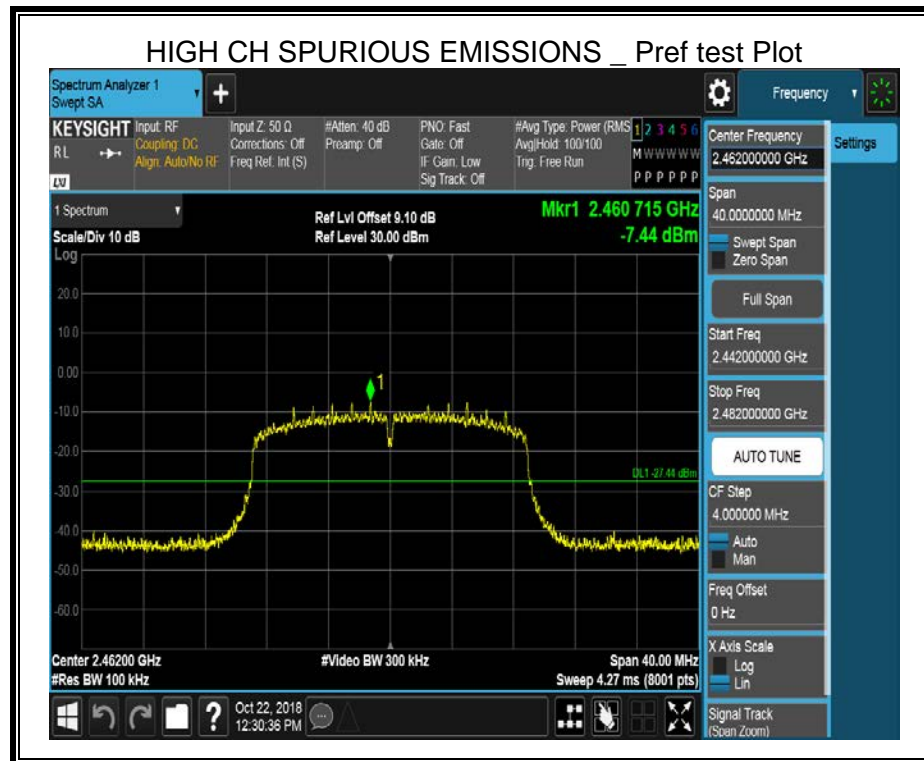 HIGH CH SPURIOUS EMISSIONS _ Pref test Plot
Spectrum Analyzer 1
Swept SA
+
Frequency
KEYSIGHT
RL
LXI
Input: RF
Coupling: DC
Align: Auto/No RF
Input Z: 50 Ω
Corrections: Off
Freq Ref: Int (S)
#Atten: 40 dB
Preamp: Off
PNO: Fast
Gate: Off
IF Gain: Low
Sig Track: Off
#Avg Type: Power (RMS
Avg|Hold: 100/100
Trig: Free Run
1 2 3 4 5 6
M W W W W W
P P P P P P
1 Spectrum
Scale/Div 10 dB
Ref Lvl Offset 9.10 dB
Ref Level 30.00 dBm
Mkr1 2.460 715 GHz
-7.44 dBm
Log
20.0
10.0
0.00
-10.0
-20.0
-30.0
-40.0
-50.0
-60.0
1
DL1 -27.44 dBm
Center 2.46200 GHz
#Res BW 100 kHz
#Video BW 300 kHz
Span 40.00 MHz
Sweep 4.27 ms (8001 pts)
?
Oct 22, 2018
12:30:36 PM
Center Frequency
2.462000000 GHz
Settings
Span
40.0000000 MHz
Swept Span
Zero Span
Full Span
Start Freq
2.442000000 GHz
Stop Freq
2.482000000 GHz
AUTO TUNE
CF Step
4.000000 MHz
Auto
Man
Freq Offset
0 Hz
X Axis Scale
Log
Lin
Signal Track
(Span Zoom)